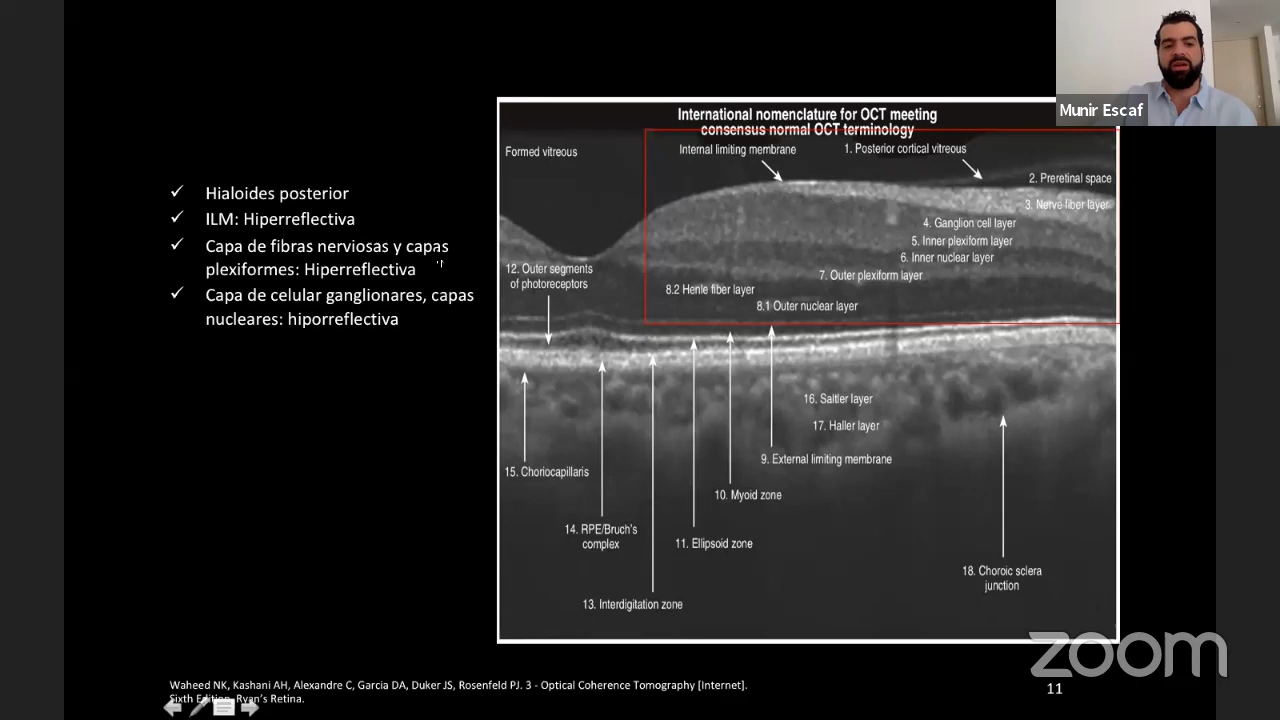 Munir Escaf
✓ Hialoides posterior
✓ ILM: Hiperreflectiva
✓ Capa de fibras nerviosas y capas
plexiformes: Hiperreflectiva
✓ Capa de celular ganglionares, capas
nucleares: hiporreflectiva
International nomenclature for OCT meeting
consensus normal OCT terminology
Formed vitreous
Internal limiting membrane
1. Posterior cortical vitreous
2. Preretinal space
3. Nerve fiber layer
4. Ganglion cell layer
5. Inner plexiform layer
6. Inner nuclear layer
7. Outer plexiform layer
12. Outer segments
of photoreceptors
8.2 Henle fiber layer
8.1 Outer nuclear layer
16. Saltler layer
17. Haller layer
9. External limiting membrane
15. Choriocapillaris
10. Myoid zone
14. RPE/Bruch's
complex
11. Ellipsoid zone
18. Choroic sclera
junction
13. Interdigitation zone
zoom
Waheed NK, Kashani AH, Alexandre C, Garcia DA, Duker JS, Rosenfeld PJ. 3 - Optical Coherence Tomography [Internet].
Sixth Edition. Ryan's Retina.
11